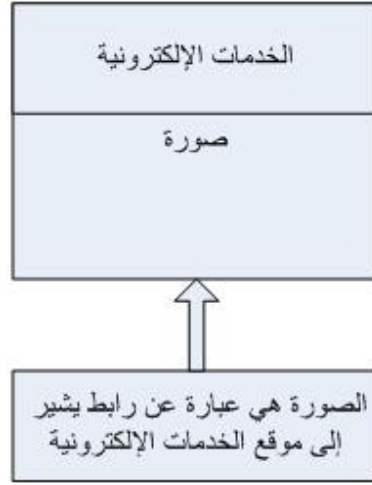 الخدمات الإلكترونية
صورة
الصورة هي عبارة عن رابط يشير
إلى موقع الخدمات الإلكترونية